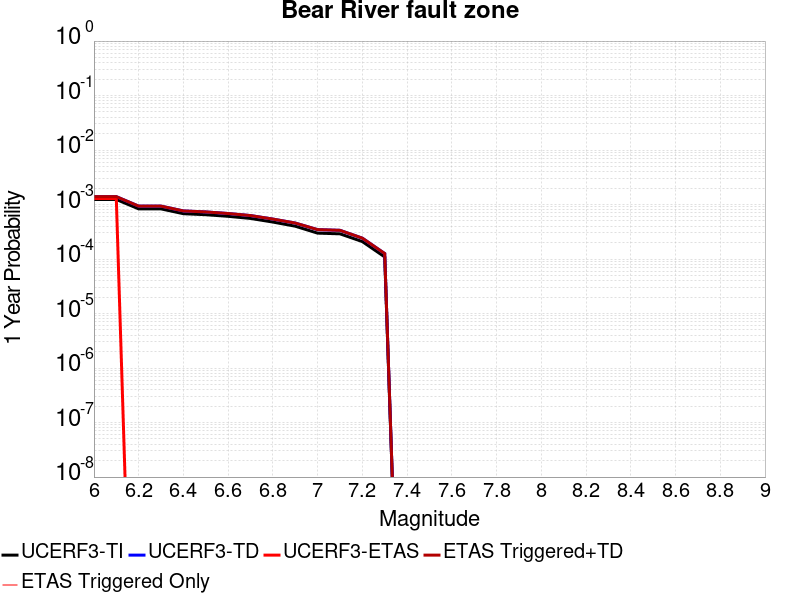 Bear River fault zone
10^0
10^-1
10^-2
10^-3
10^-4
10^-5
10^-6
10^-7
10^-8
1 Year Probability
6 6.2 6.4 6.6 6.8 7 7.2 7.4 7.6 7.8 8 8.2 8.4 8.6 8.8 9
Magnitude
UCERF3-TI UCERF3-TD UCERF3-ETAS ETAS Triggered+TD
ETAS Triggered Only